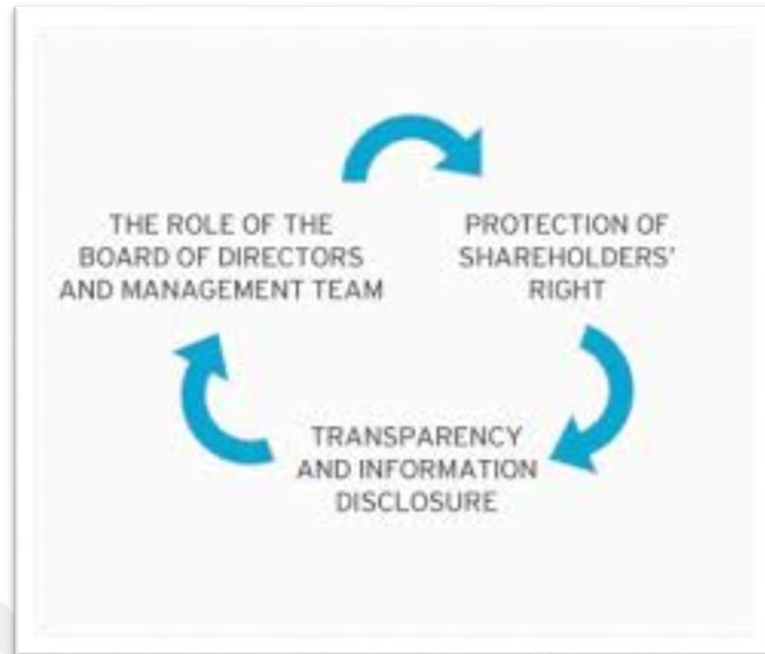 THE ROLE OF THE
BOARD OF DIRECTORS
AND MANAGEMENT TEAM
PROTECTION OF
SHAREHOLDERS'
RIGHT
TRANSPARENCY
AND INFORMATION
DISCLOSURE